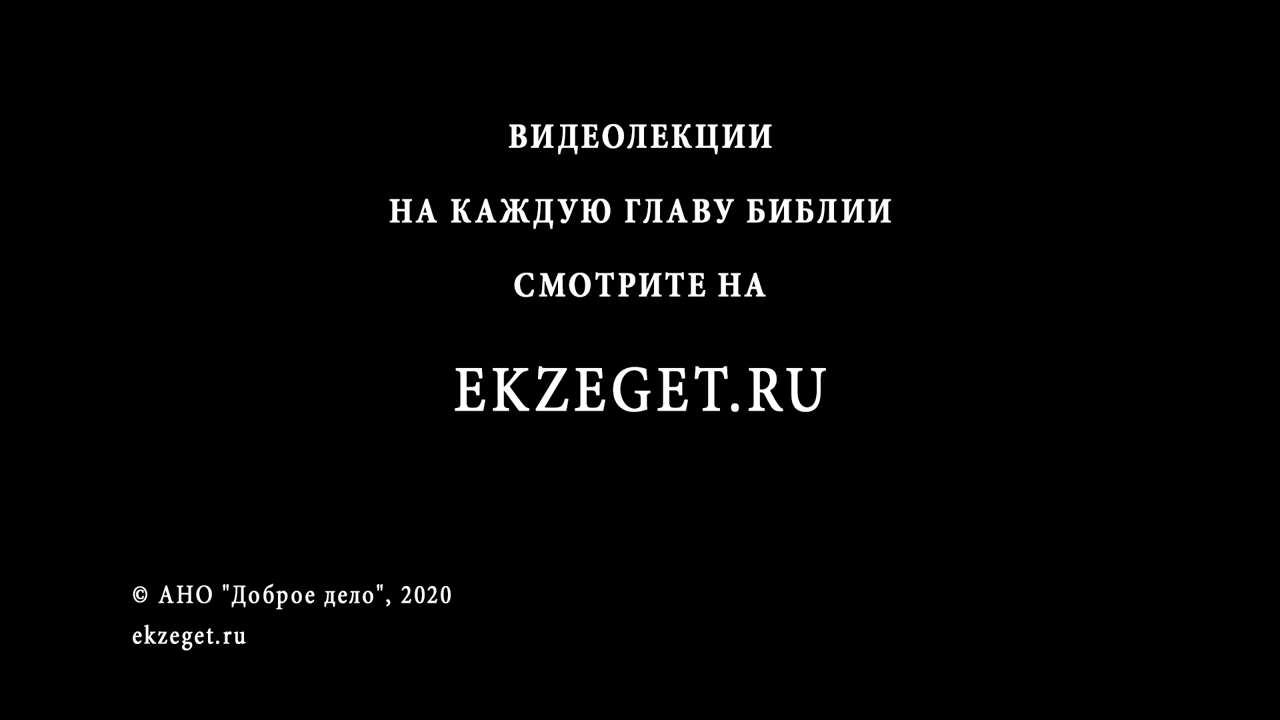 ВИДЕОЛЕКЦИИ
НА КАЖДУЮ ГЛАВУ БИБЛИИ
СМОТРИТЕ НА
EKZEGET.RU
© АНО "Доброе дело", 2020
ekzeget.ru